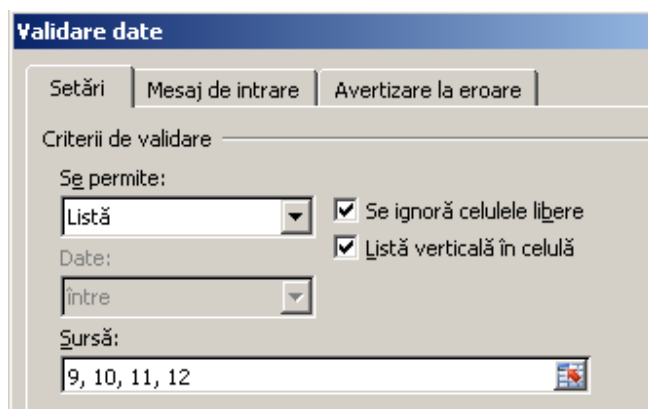 Validare date
Setări Mesaj de intrare Avertizare la eroare
Criterii de validare
Se permite:
Listă Se ignoră celulele libere
Date: Listă verticală în celulă
între
Sursă:
9, 10, 11, 12